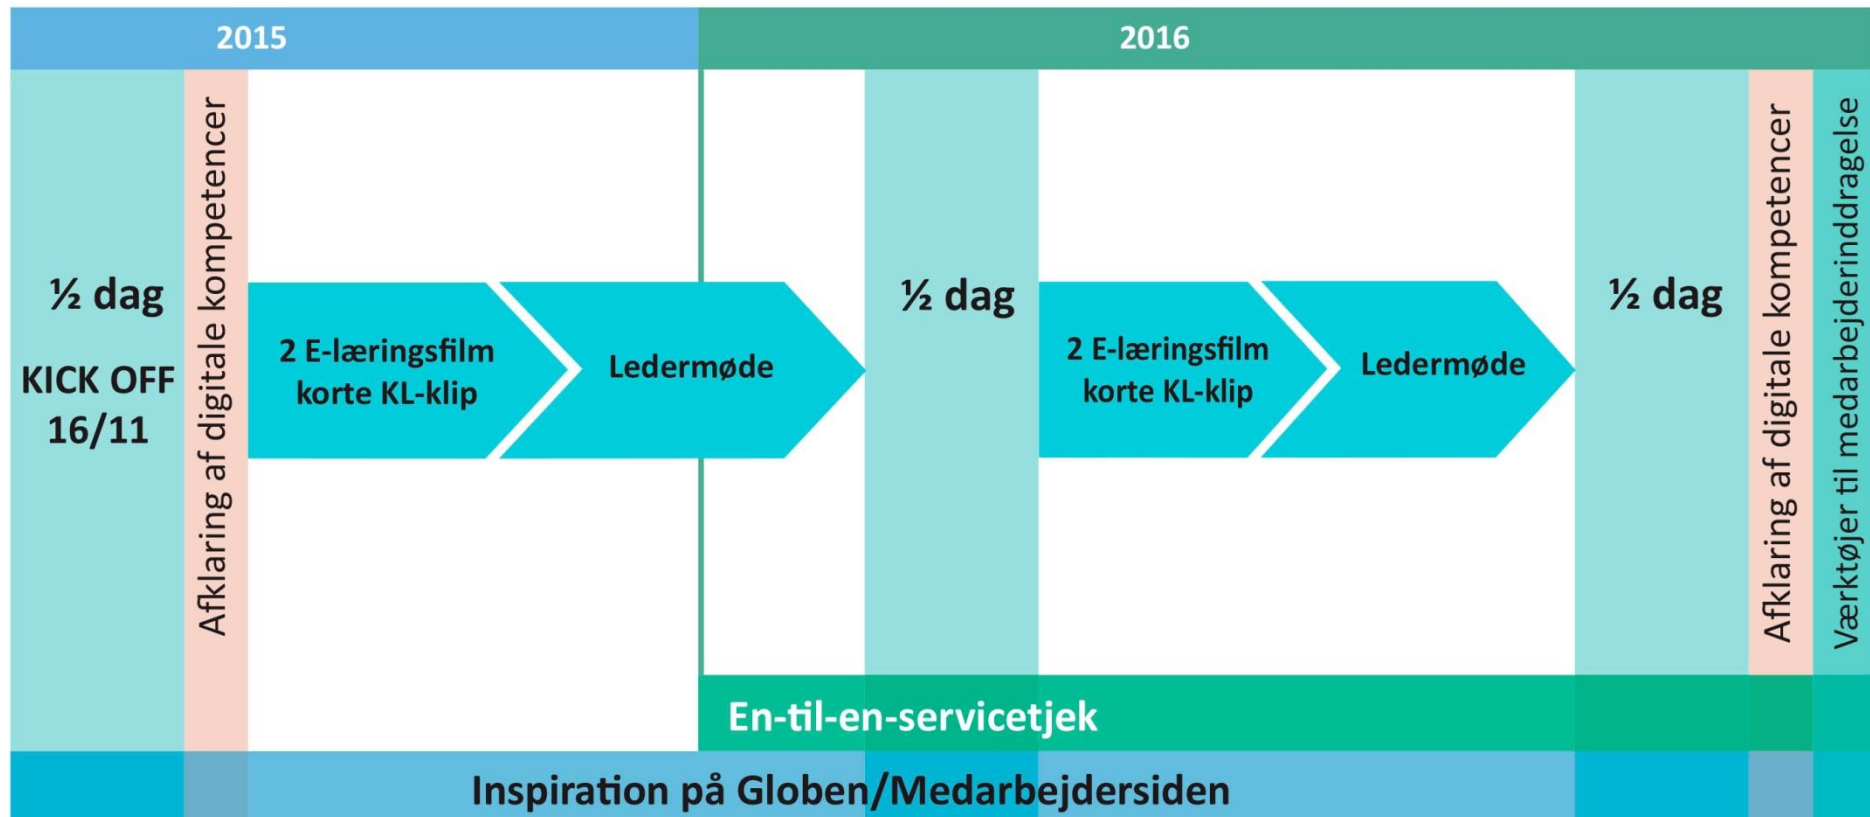 2015
2016
½ dag
KICK OFF
16/11
Afklaring af digitale kompetencer
2 E-læringsfilm
korte KL-klip
Ledermøde
½ dag
2 E-læringsfilm
korte KL-klip
Ledermøde
½ dag
Afklaring af digitale kompetencer
Værktøjer til medarbejderinddragelse
En-til-en-servicetjek
Inspiration på Globen/Medarbejdersiden